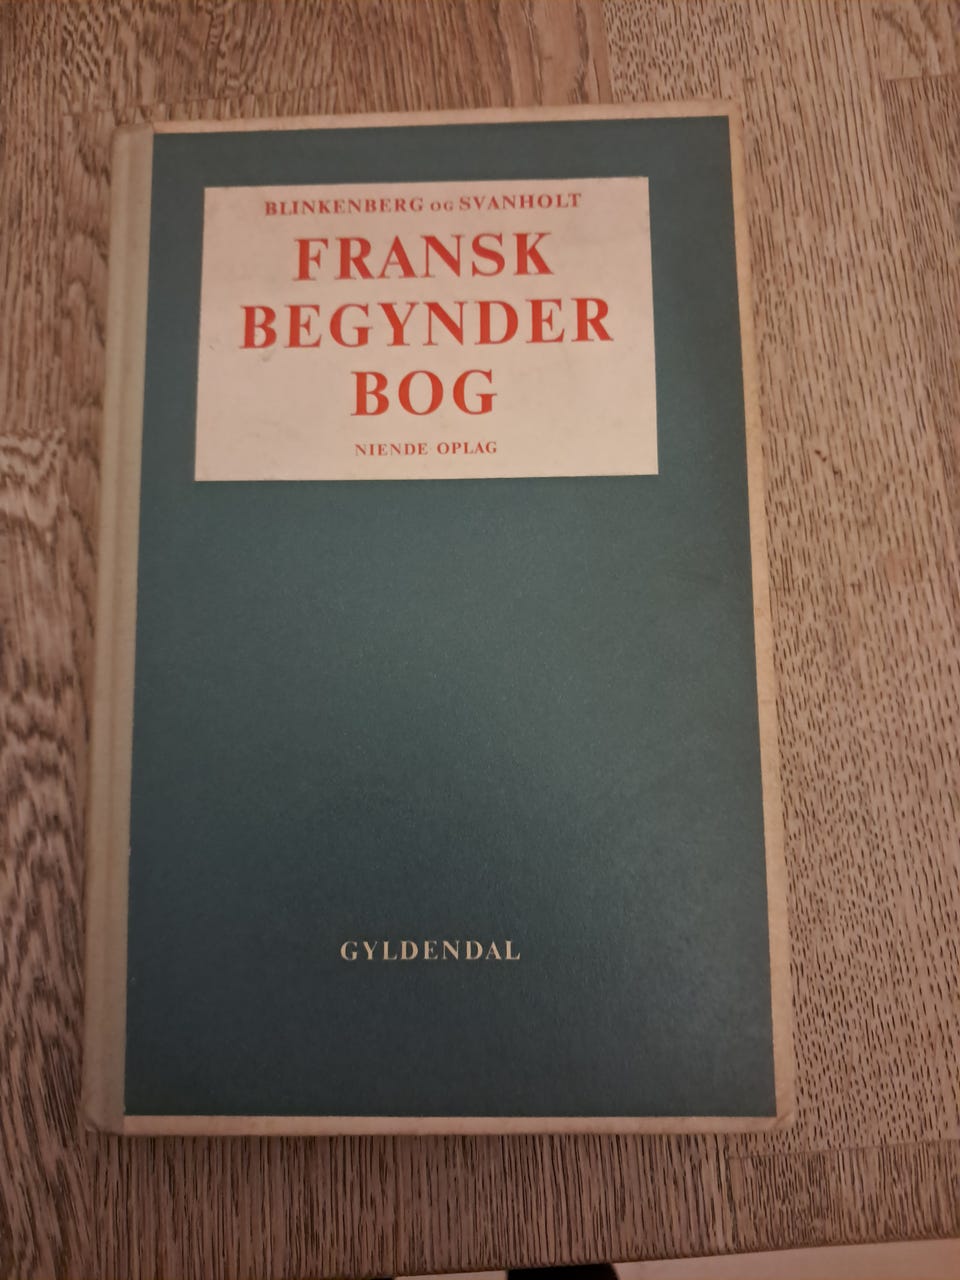 BLINKENBERG OG SVANHOLT
FRANSK
BEGYNDER
BOG
NIENDE OPLAG
GYLDENDAL